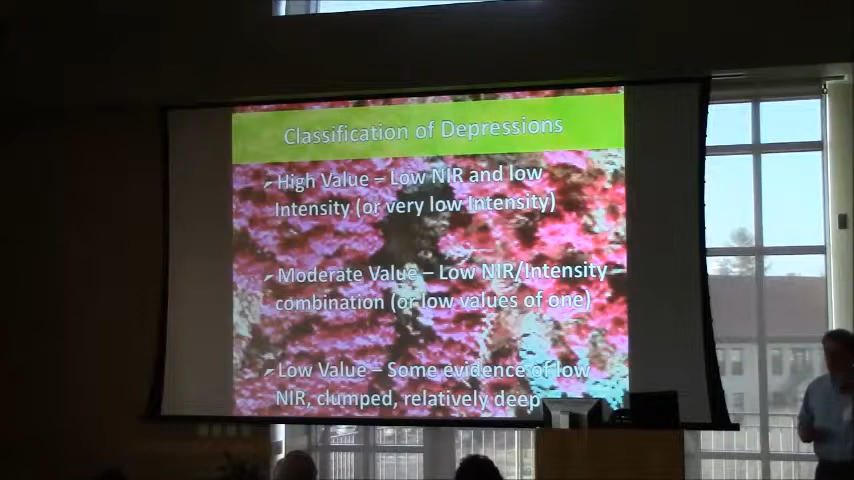 Classification of Depressions
High Value – Low NIR and low
Intensity (or very low Intensity)
Moderate Value – Low NIR/Intensity
combination (or low values of one)
Low Value – Some evidence of low
NIR, clumped, relatively deep